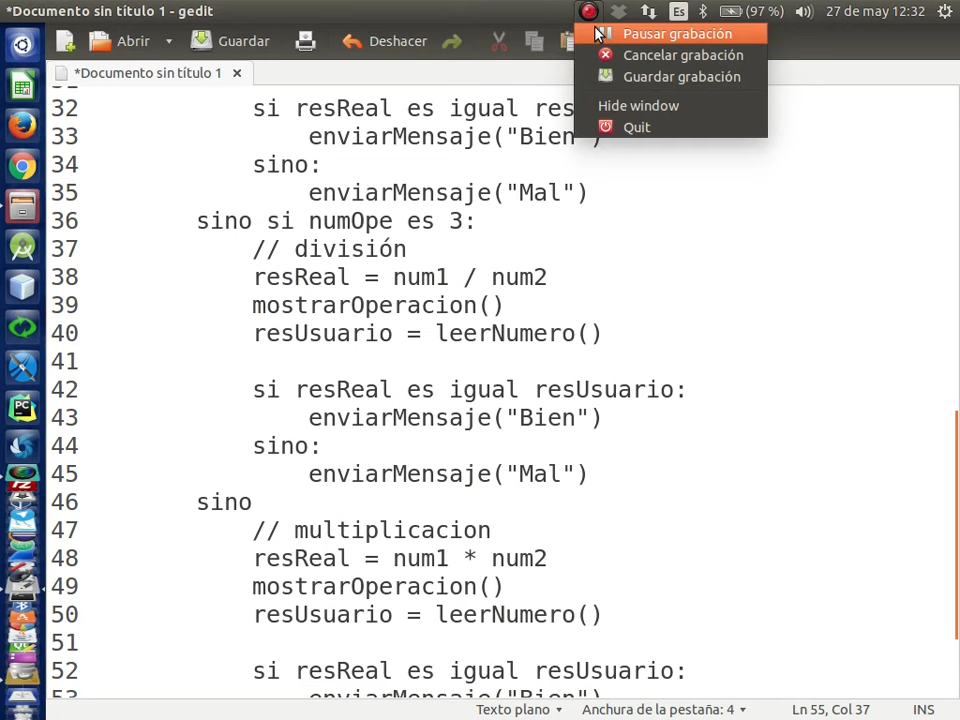 *Documento sin título 1 - gedit
Es
(97 %)
27 de may 12:32
Abrir
Guardar
Deshacer
Pausar grabación
Cancelar grabación
Guardar grabación
Hide window
Quit
*Documento sin título 1 ×
32 si resReal es igual res
33 enviarMensaje("Bien")
34 sino:
35 enviarMensaje("Mal")
36 sino si numOpe es 3:
37 // división
38 resReal = num1 / num2
39 mostrarOperacion()
40 resUsuario = leerNumero()
41
42 si resReal es igual resUsuario:
43 enviarMensaje("Bien")
44 sino:
45 enviarMensaje("Mal")
46 sino
47 // multiplicacion
48 resReal = num1 * num2
49 mostrarOperacion()
50 resUsuario = leerNumero()
51
52 si resReal es igual resUsuario:
53 enviarMensaje("Bien")
Texto plano
Anchura de la pestaña: 4
Ln 55, Col 37
INS
PC